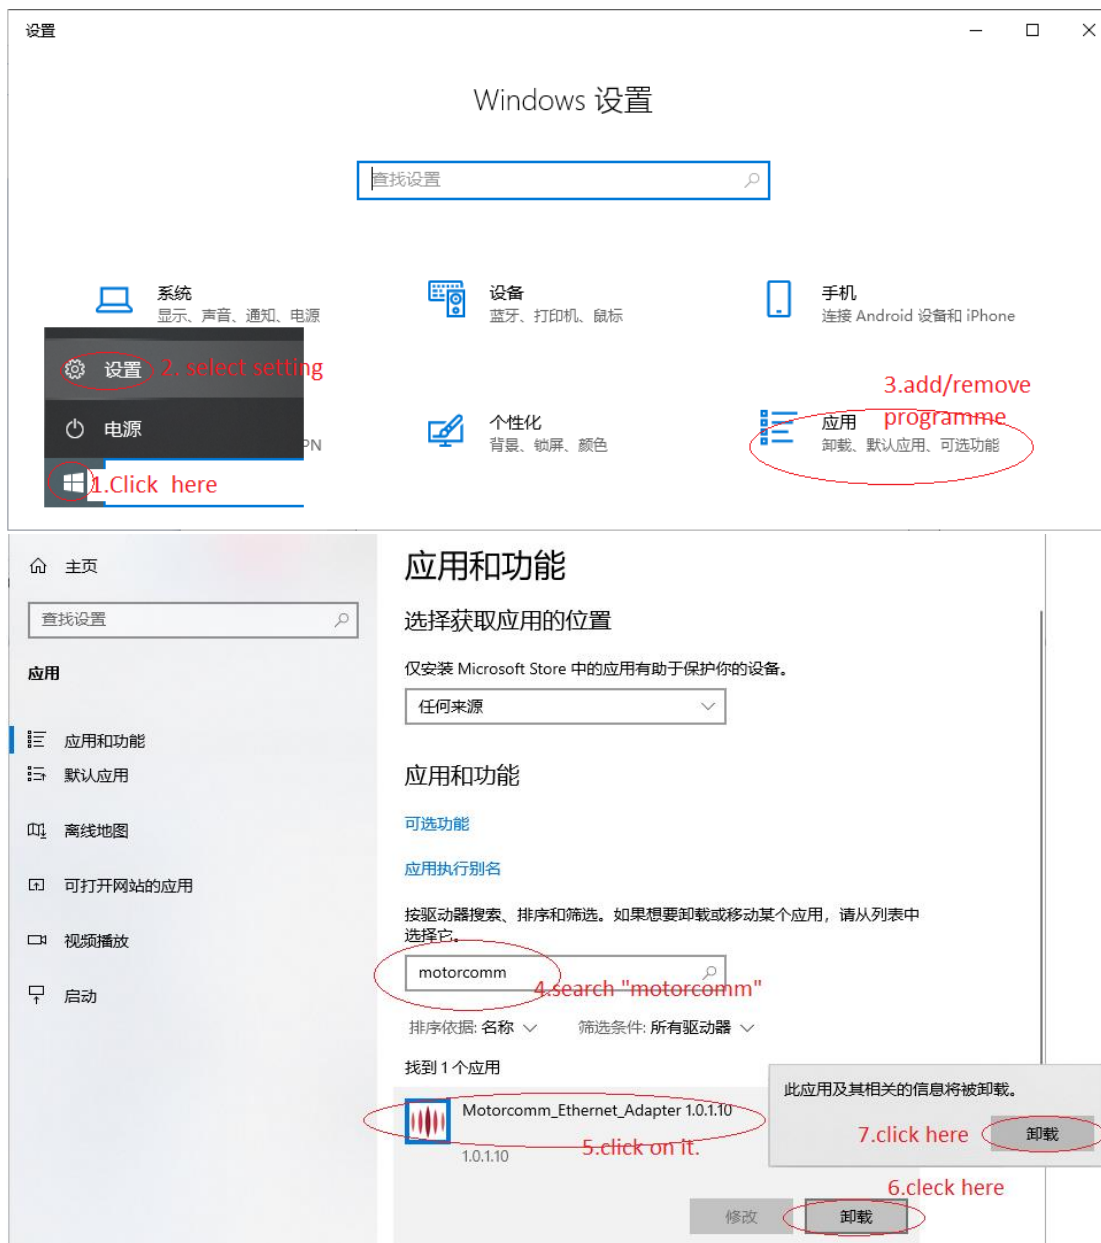 设置
Windows 设置
查找设置
系统
显示、声音、通知、电源
设备
蓝牙、打印机、鼠标
手机
连接 Android 设备和 iPhone
设置
2. select setting
电源
PN
1.Click here
个性化
背景、锁屏、颜色
3.add/remove
programme
应用
卸载、默认应用、可选功能
主页
查找设置
应用
应用和功能
默认应用
离线地图
可打开网站的应用
视频播放
启动
应用和功能
选择获取应用的位置
仅安装 Microsoft Store 中的应用有助于保护你的设备。
任何来源
应用和功能
可选功能
应用执行别名
按驱动器搜索、排序和筛选。如果想要卸载或移动某个应用，请从列表中
选择它。
motorcomm
4.search "motorcomm"
排序依据: 名称 筛选条件: 所有驱动器
找到 1 个应用
Motorcomm_Ethernet_Adapter 1.0.1.10
5.click on it.
1.0.1.10
此应用及其相关的信息将被卸载。
7.click here
卸载
6.cleck here
修改
卸载